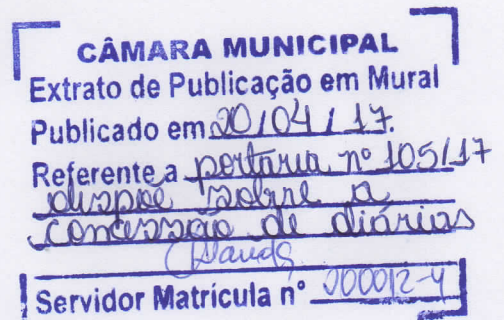 CÂMARA MUNICIPAL
Extrato de Publicação em Mural
Publicado em 20/04/17.
Referente a portaria nº 105/17
dispõe sobre a
concessão de diárias
Servidor Matrícula nº 000012-4